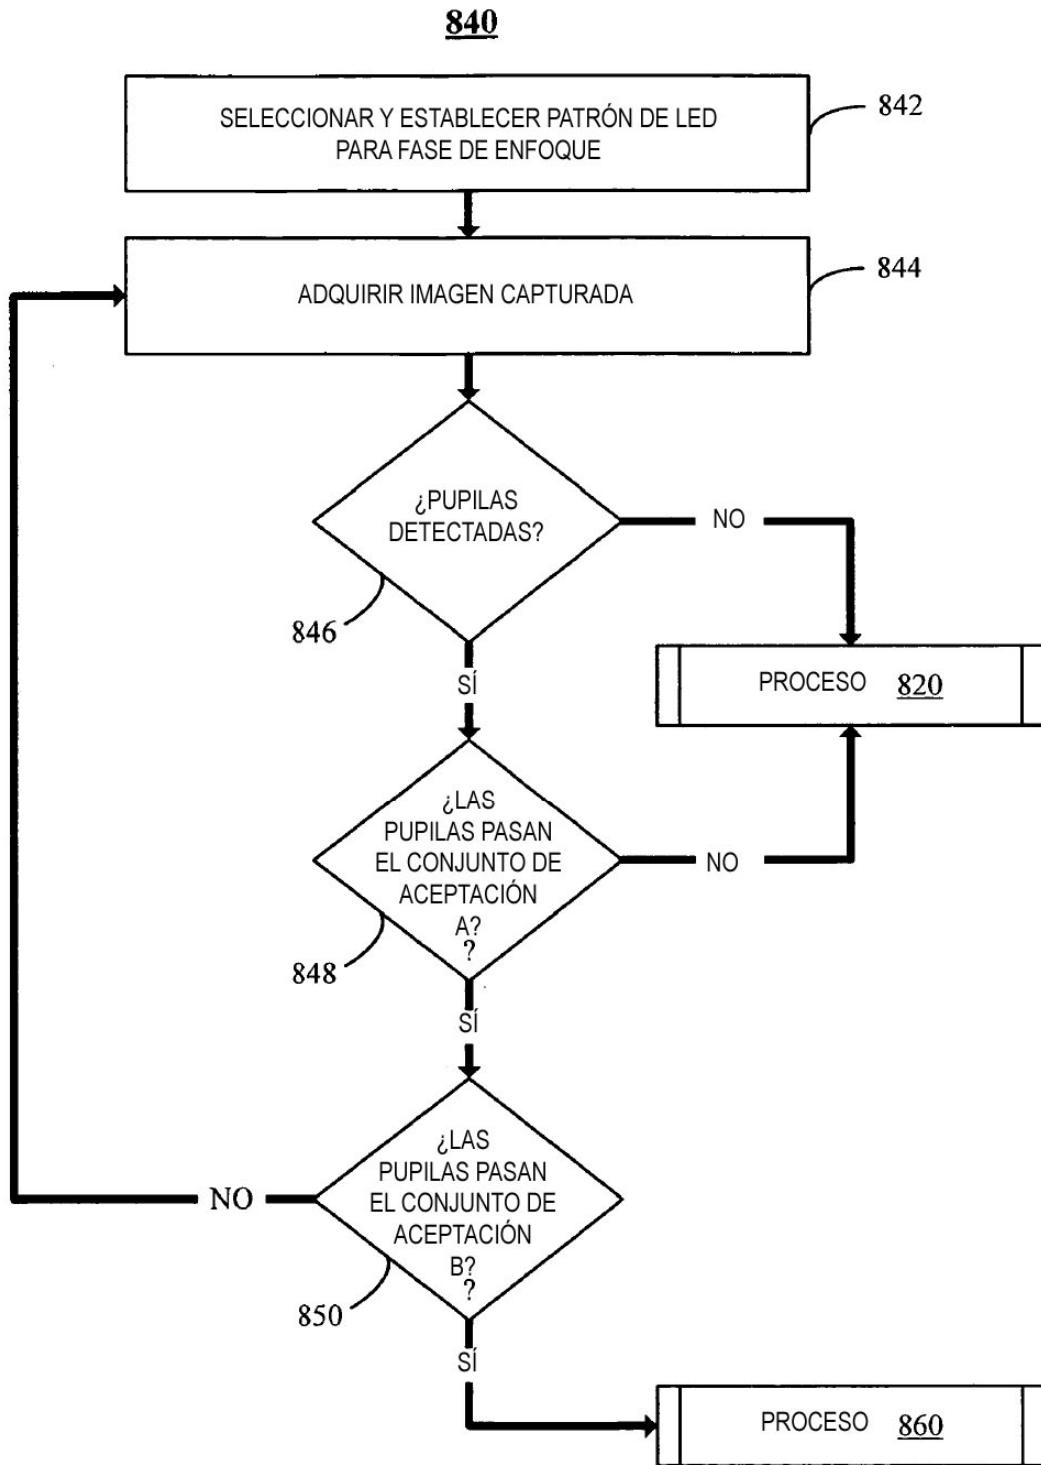 840
SELECCIONAR Y ESTABLECER PATRÓN DE LED
PARA FASE DE ENFOQUE
842
ADQUIRIR IMAGEN CAPTURADA
844
¿PUPILAS
DETECTADAS?
NO
846
SÍ
PROCESO 820
¿LAS
PUPILAS PASAN
EL CONJUNTO DE
ACEPTACIÓN
A?
?
NO
848
SÍ
¿LAS
PUPILAS PASAN
EL CONJUNTO DE
ACEPTACIÓN
B?
?
NO
850
SÍ
PROCESO 860